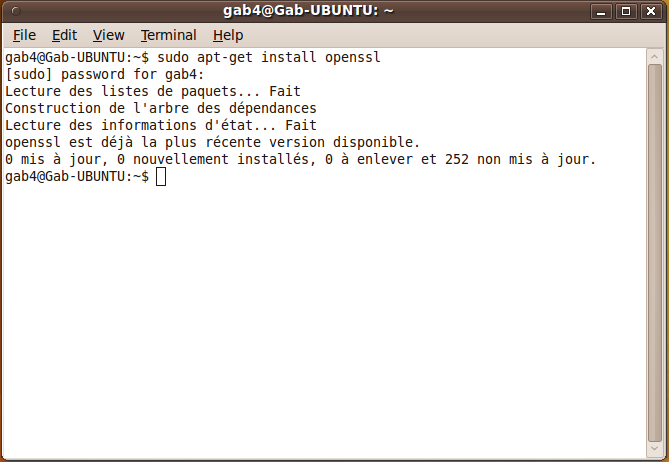 gab4@Gab-UBUNTU: ~
File Edit View Terminal Help
gab4@Gab-UBUNTU:~$ sudo apt-get install openssl
[sudo] password for gab4:
Lecture des listes de paquets... Fait
Construction de l'arbre des dépendances
Lecture des informations d'état... Fait
openssl est déjà la plus récente version disponible.
0 mis à jour, 0 nouvellement installés, 0 à enlever et 252 non mis à jour.
gab4@Gab-UBUNTU:~$